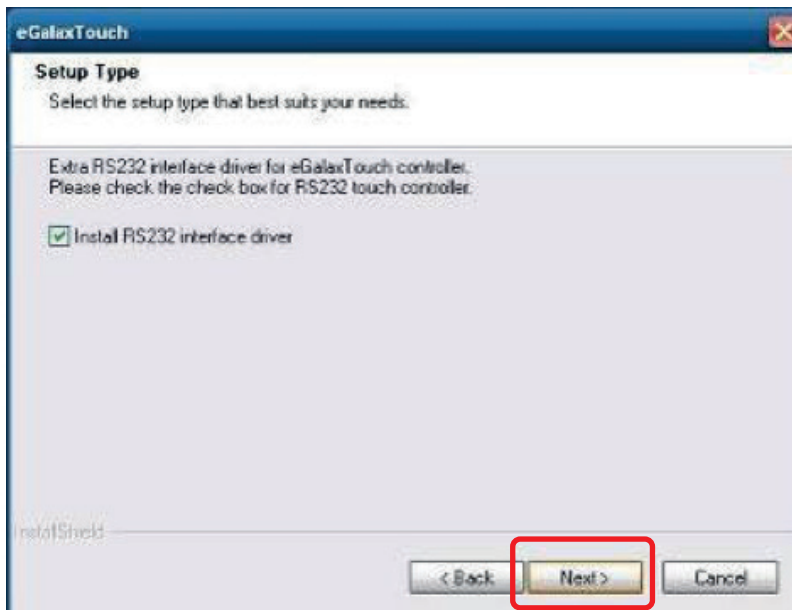 eGalaxTouch
Setup Type
Select the setup type that best suits your needs.
Extra RS232 interface driver for eGalaxTouch controller.
Please check the check box for RS232 touch controller.
Install RS232 interface driver
InstallShield
< Back
Next >
Cancel